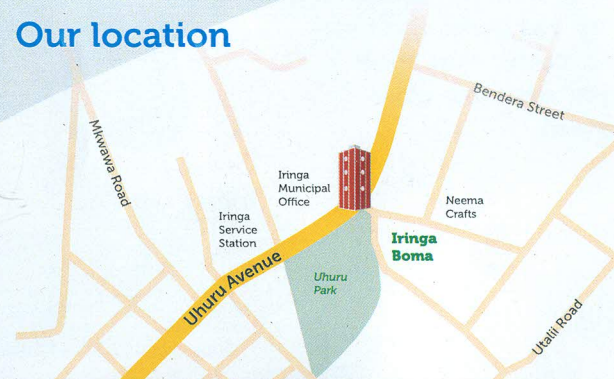 Our location
Bendera Street
Mkwawa Road
Iringa
Municipal
Office
Neema
Crafts
Iringa
Service
Station
Iringa
Boma
Uhuru Avenue
Uhuru
Park
Utalii Road